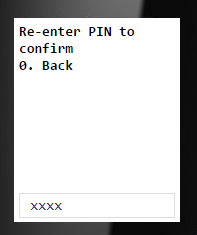 Re-enter PIN to
confirm
0. Back
xxxx